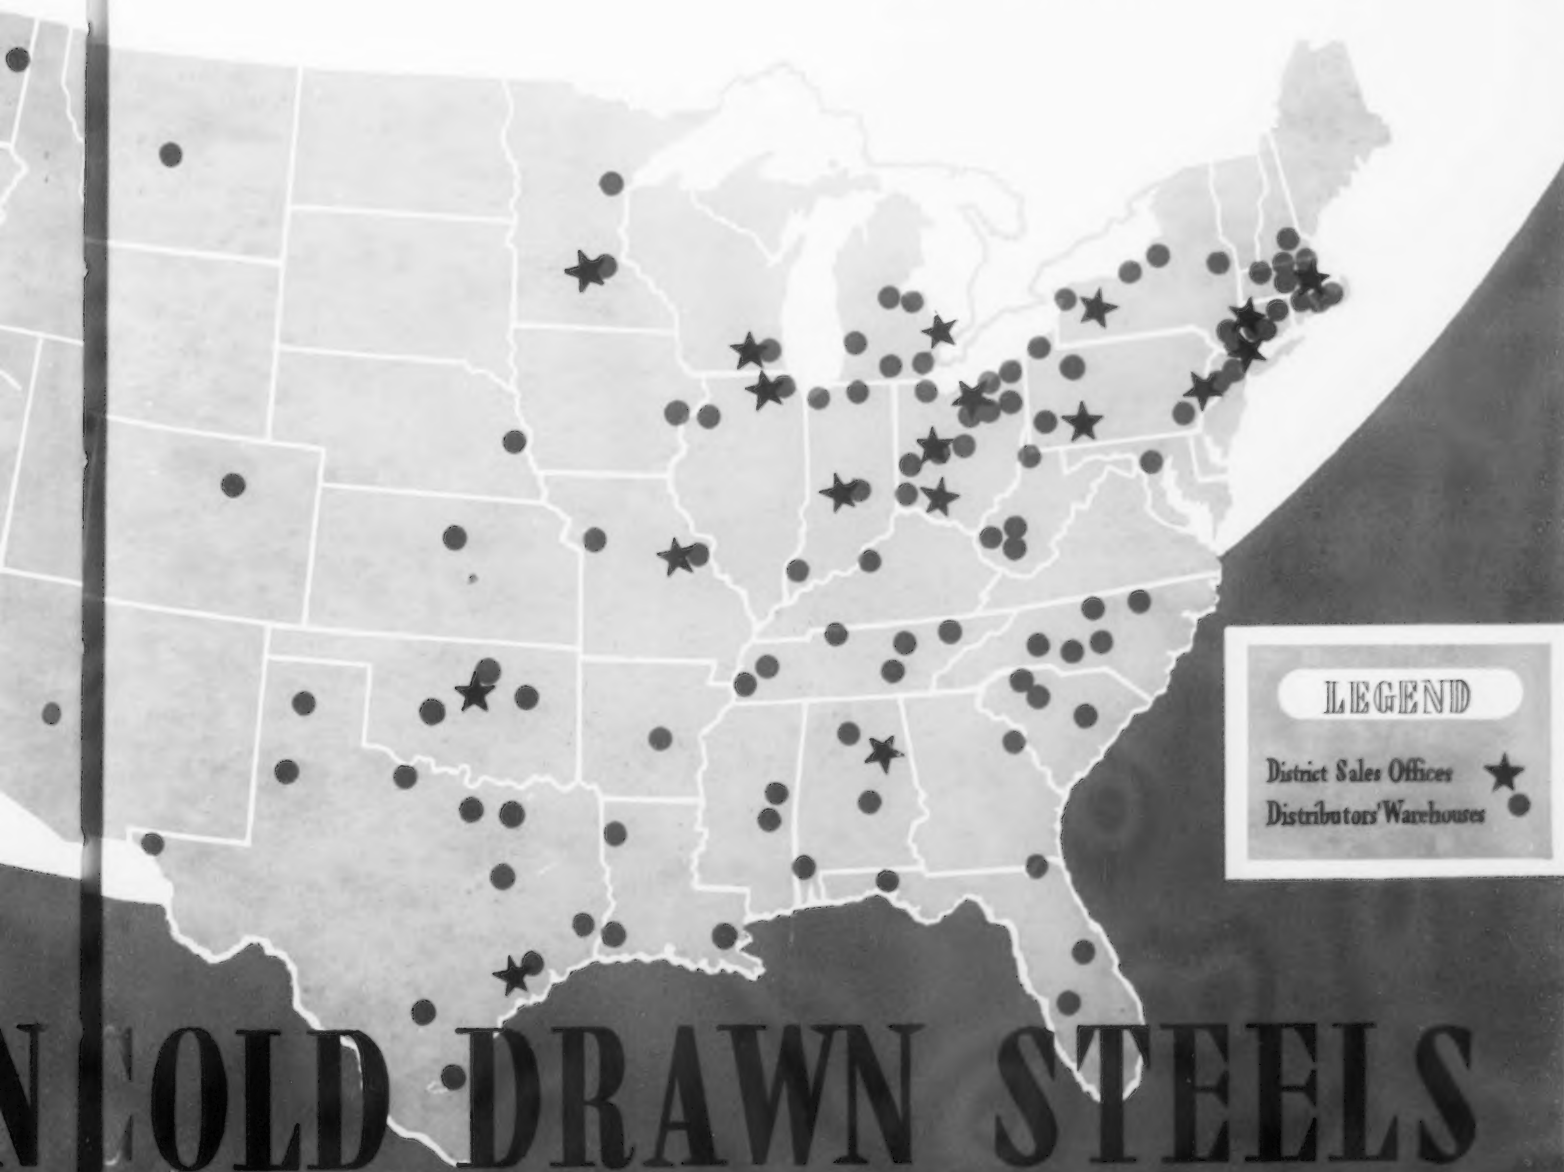 LEGEND
District Sales Offices
Distributors' Warehouses
N COLD DRAWN STEELS